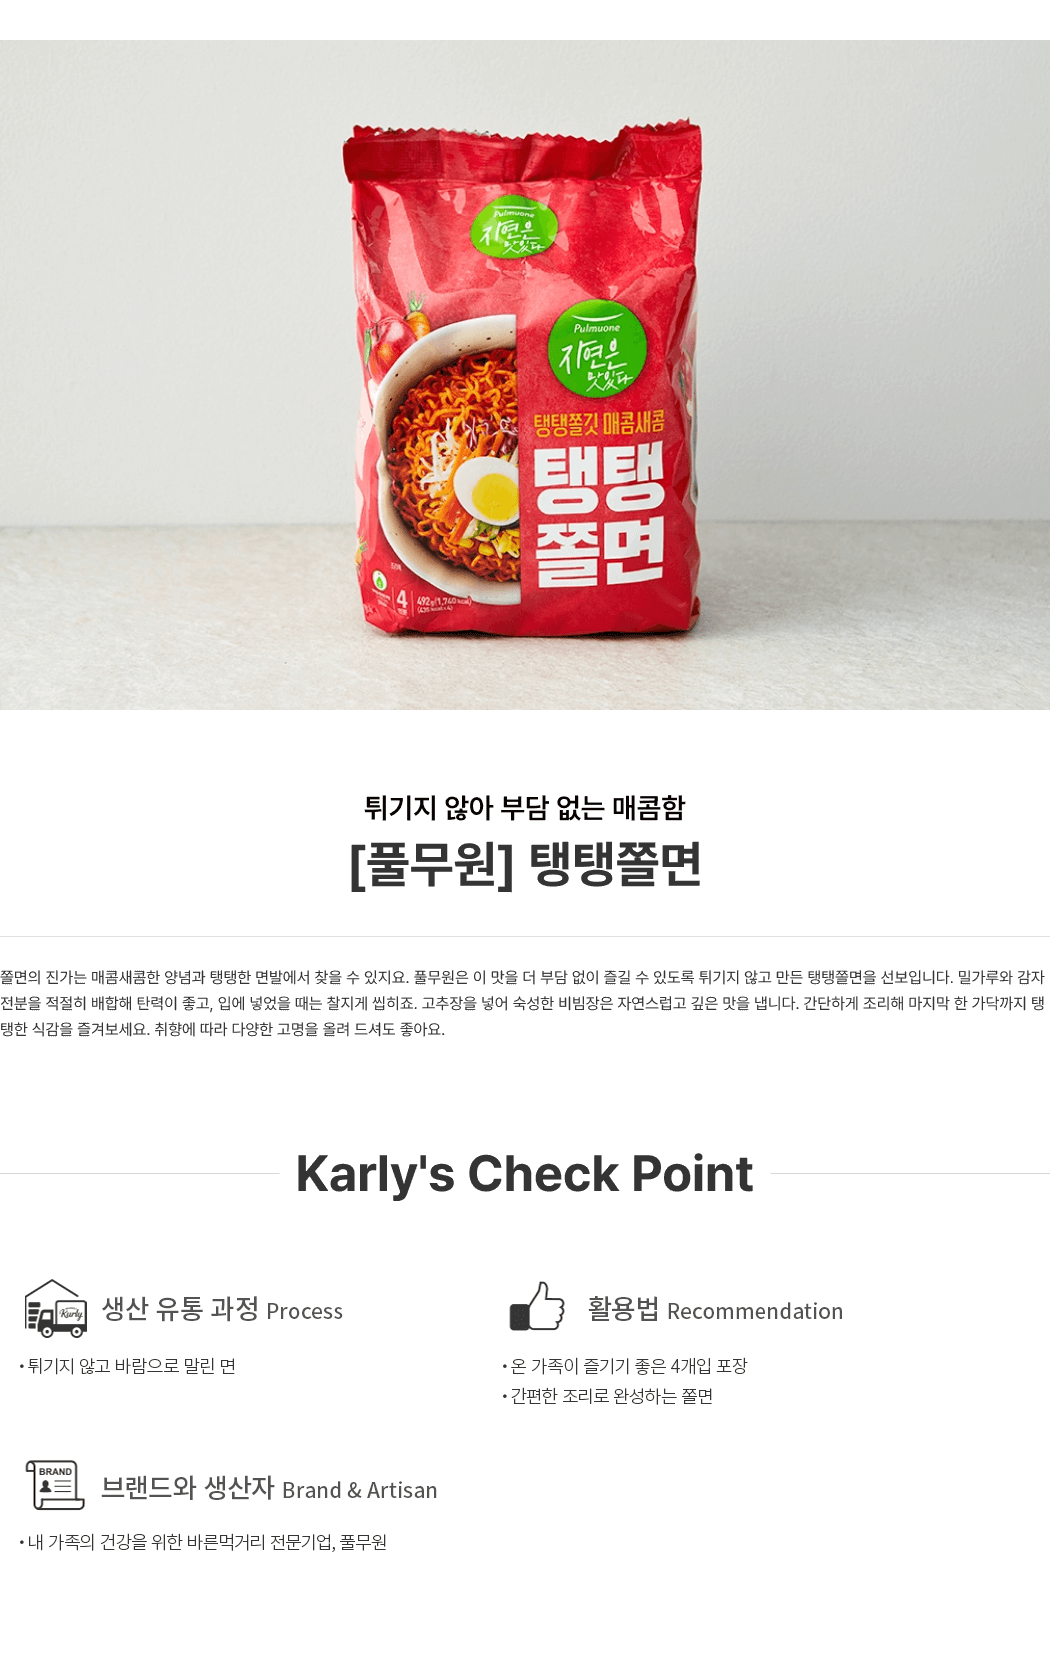 Pulmuone
자연은
맛있다
Pulmuone
자연은
맛있다
탱탱쫄깃 매콤새콤
탱탱
쫄면
4
492g(1,740 kcal)
(435 kcal x 4)
튀기지 않아 부담 없는 매콤함
[풀무원] 탱탱쫄면
쫄면의 진가는 매콤새콤한 양념과 탱탱한 면발에서 찾을 수 있지요. 풀무원은 이 맛을 더 부담 없이 즐길 수 있도록 튀기지 않고 만든 탱탱쫄면을 선보입니다. 밀가루와 감자
전분을 적절히 배합해 탄력이 좋고, 입에 넣었을 때는 찰지게 씹히죠. 고추장을 넣어 숙성한 비빔장은 자연스럽고 깊은 맛을 냅니다. 간단하게 조리해 마지막 한 가닥까지 탱
탱한 식감을 즐겨보세요. 취향에 따라 다양한 고명을 올려 드셔도 좋아요.
Karly's Check Point
Kurly
생산 유통 과정 Process
• 튀기지 않고 바람으로 말린 면
활용법 Recommendation
• 온 가족이 즐기기 좋은 4개입 포장
• 간편한 조리로 완성하는 쫄면
BRAND
브랜드와 생산자 Brand & Artisan
• 내 가족의 건강을 위한 바른먹거리 전문기업, 풀무원